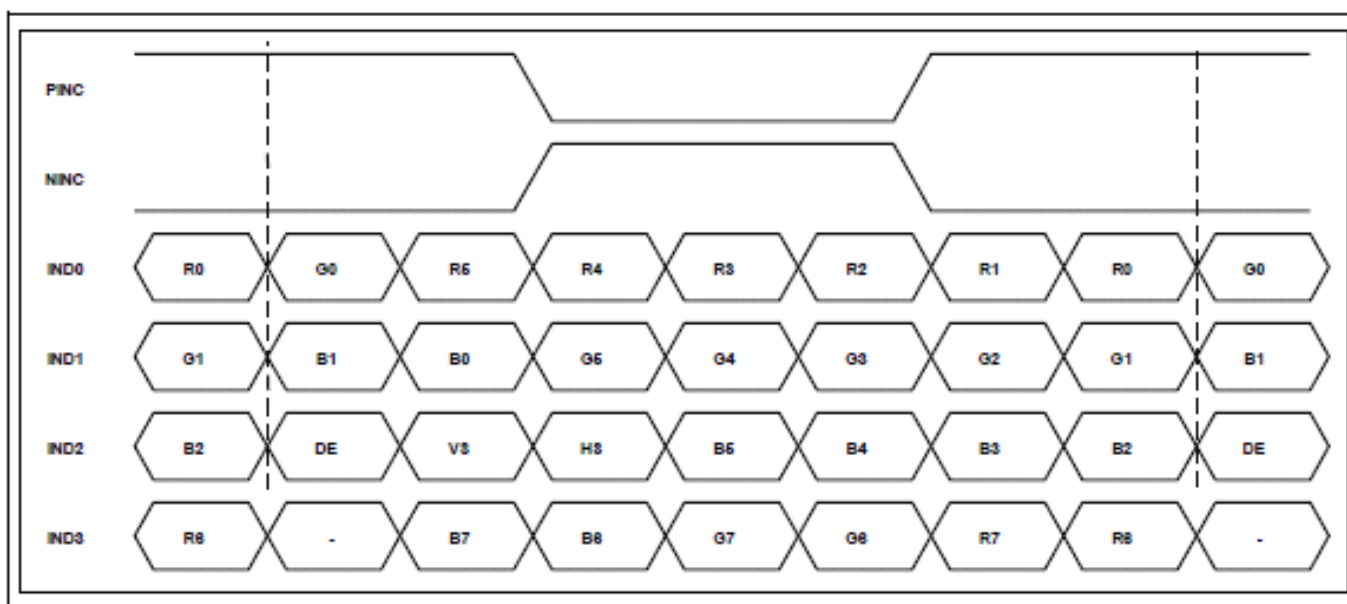 PINC
NINC
IND0 R0 G0 R5 R4 R3 R2 R1 R0 G0
IND1 G1 B1 B0 G5 G4 G3 G2 G1 B1
IND2 B2 DE VS HS B5 B4 B3 B2 DE
IND3 R6 - B7 B6 G7 G6 R7 R6 -